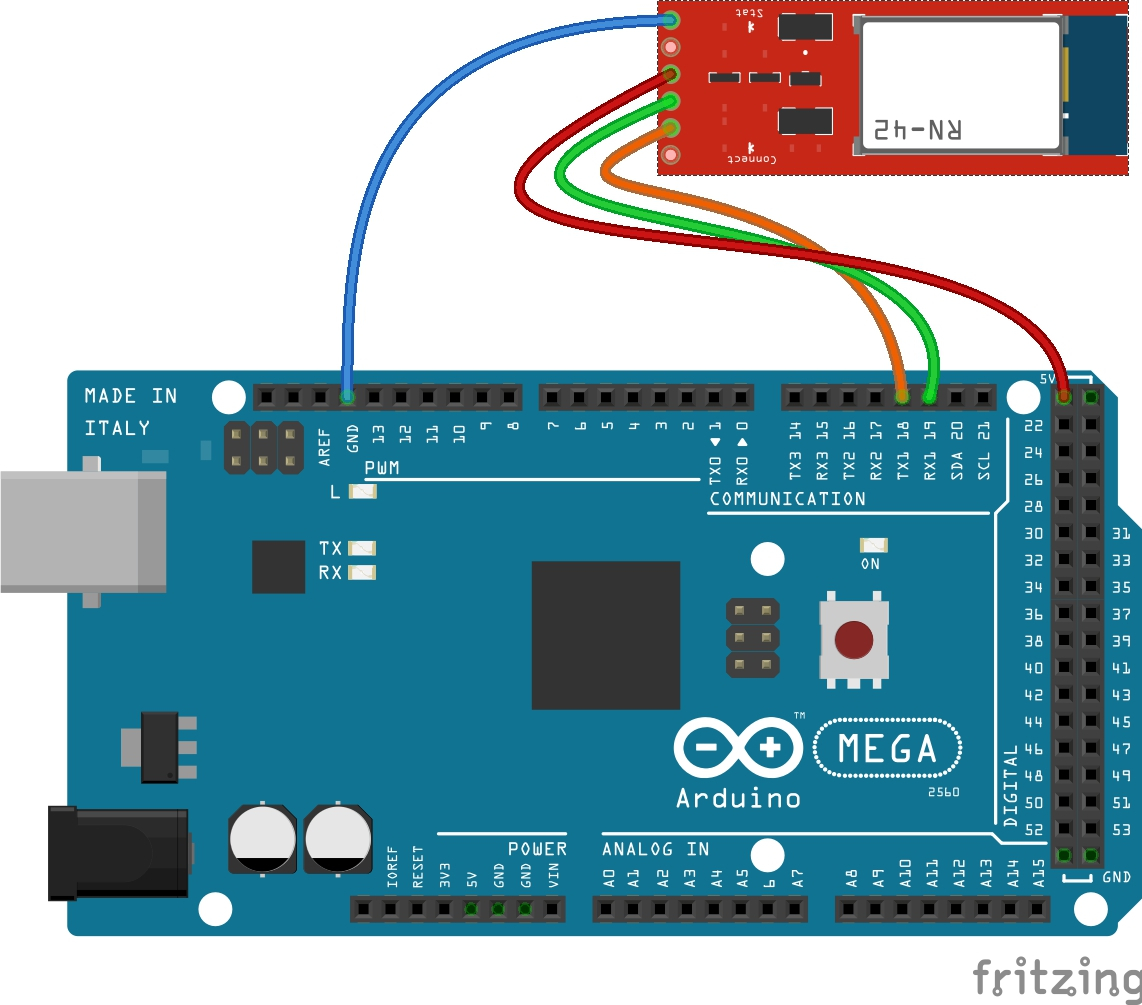 Stat
RN-42
Connect
MADE IN
ITALY
5V
AREF
GND
13
12
11
10
9
8
7
6
5
4
3
2
TX0 1
RX0 0
TX3 14
RX3 15
TX2 16
RX2 17
TX1 18
RX1 19
SDA 20
SCL 21
PWM
COMMUNICATION
L
TX
RX
ON
22
24
26
28
30 31
32 33
34 35
36 37
38 39
40 41
42 43
44 45
46 47
48 49
50 51
52 53
DIGITAL
GND
MEGA
TM
Arduino
2560
POWER
ANALOG IN
IOREF
RESET
3V3
5V
GND
GND
VIN
A0
A1
A2
A3
A4
A5
6
A7
A8
A9
A10
A11
A12
A13
A14
A15
fritzing